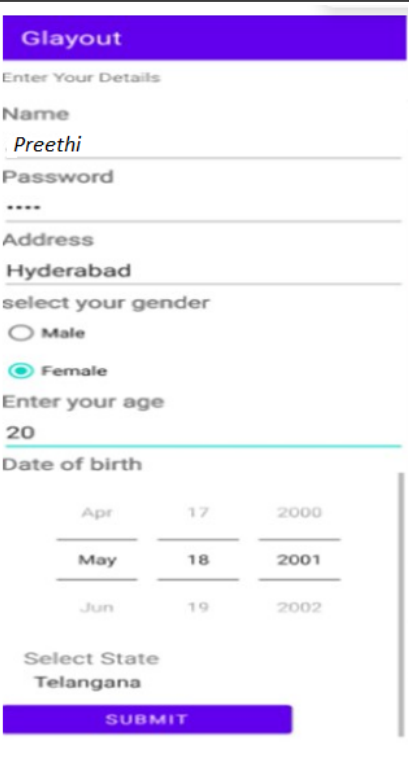 Glayout
Enter Your Details
Name
Preethi
Password
••••
Address
Hyderabad
select your gender
Male
Female
Enter your age
20
Date of birth
Apr 17 2000
May 18 2001
Jun 19 2002
Select State
Telangana
SUBMIT